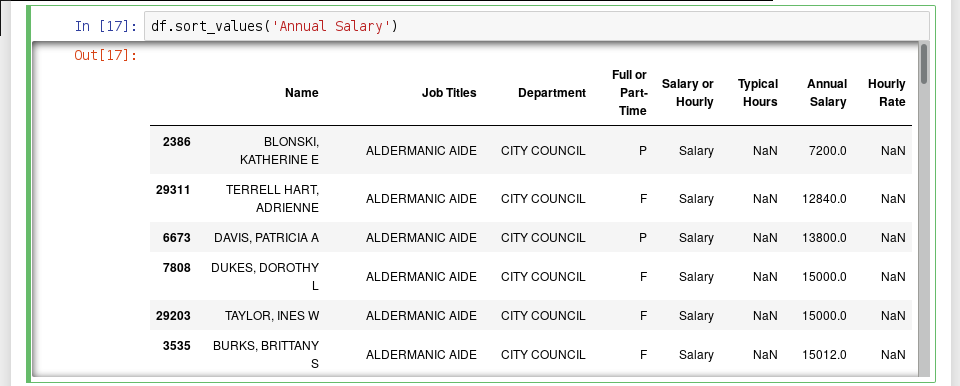 In [17]: df.sort_values('Annual Salary')
Out[17]:
Name Job Titles Department Full or Part-Time Salary or Hourly Typical Hours Annual Salary Hourly Rate
2386 BLONSKI, KATHERINE E ALDERMANIC AIDE CITY COUNCIL P Salary NaN 7200.0 NaN
29311 TERRELL HART, ADRIENNE ALDERMANIC AIDE CITY COUNCIL F Salary NaN 12840.0 NaN
6673 DAVIS, PATRICIA A ALDERMANIC AIDE CITY COUNCIL P Salary NaN 13800.0 NaN
7808 DUKES, DOROTHY L ALDERMANIC AIDE CITY COUNCIL F Salary NaN 15000.0 NaN
29203 TAYLOR, INES W ALDERMANIC AIDE CITY COUNCIL F Salary NaN 15000.0 NaN
3535 BURKS, BRITTANY S ALDERMANIC AIDE CITY COUNCIL F Salary NaN 15012.0 NaN